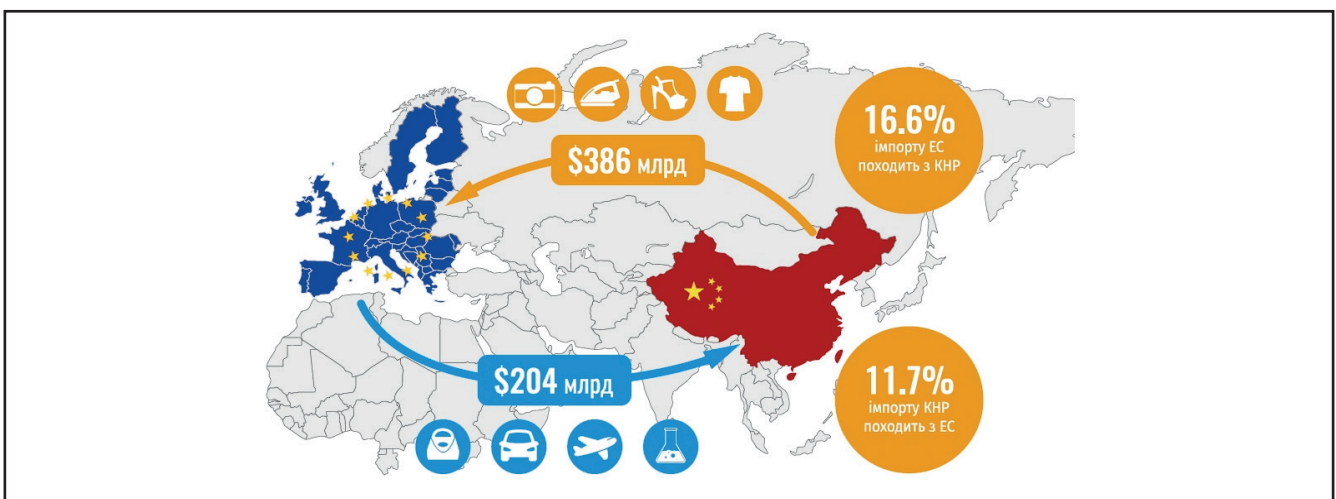 16.6%
імпорту ЕС
походить з КНР
$386 млрд
$204 млрд
11.7%
імпорту КНР
походить з ЕС